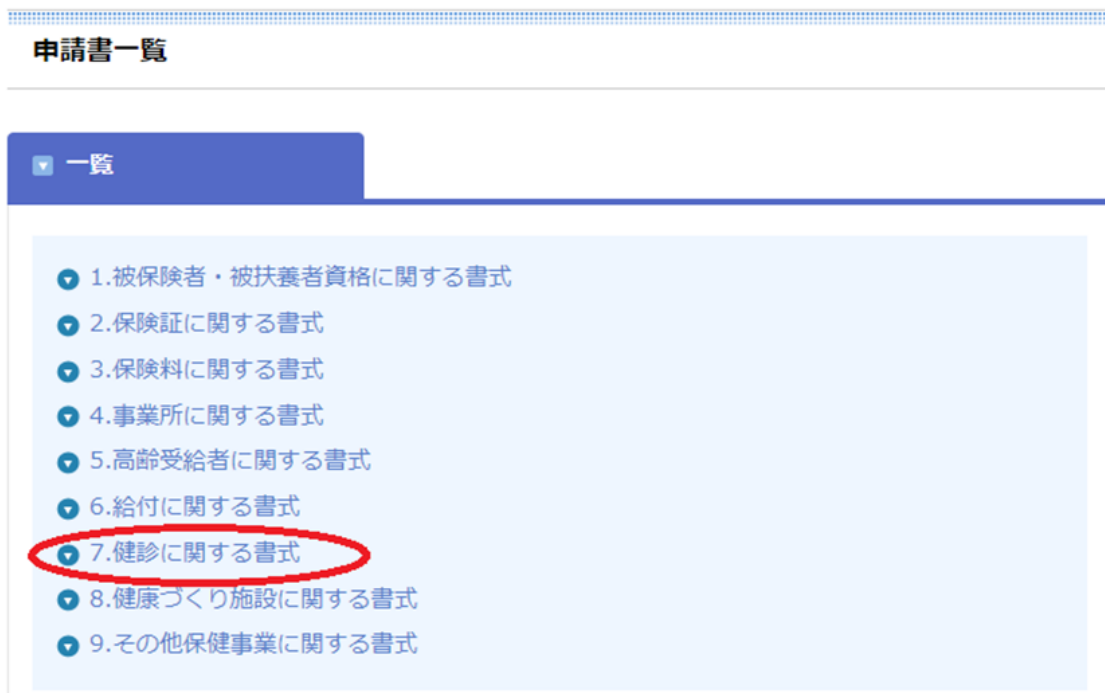 申請書一覧
一覧
1.被保険者・被扶養者資格に関する書式
2.保険証に関する書式
3.保険料に関する書式
4.事業所に関する書式
5.高齢受給者に関する書式
6.給付に関する書式
7.健診に関する書式
8.健康づくり施設に関する書式
9.その他保健事業に関する書式